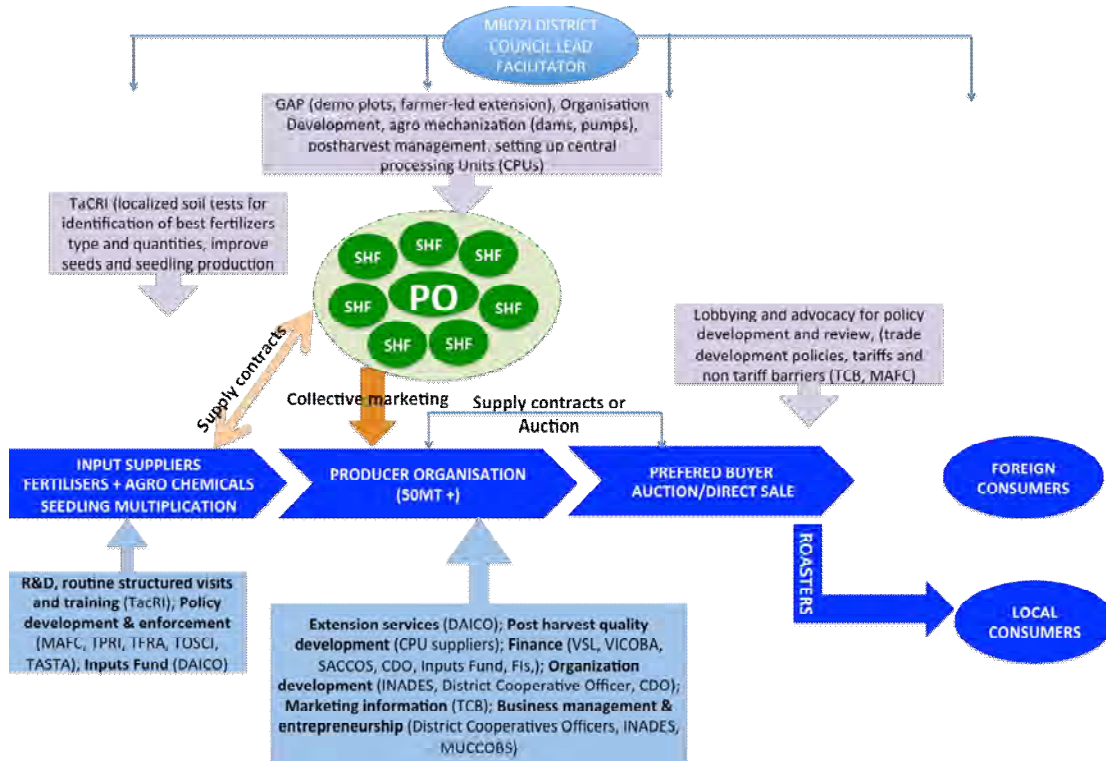 MBOZI DISTRICT
COUNCIL LEAD
FACILITATOR
GAP (demo plots, farmer-led extension), Organisation
Development, agro mechanization (dams, pumps),
postharvest management, setting up central
processing Units (CPUs)
TaCRI (localized soil tests for
identification of best fertilizers
type and quantities, improve
seeds and seedling production
SHF
SHF
SHF
SHF
PO
SHF
SHF
SHF
Lobbying and advocacy for policy
development and review, (trade
development policies, tariffs and
non tariff barriers (TCB, MAFC)
Supply contracts
Collective marketing
Supply contracts or
Auction
INPUT SUPPLIERS
FERTILISERS + AGRO CHEMICALS
SEEDLING MULTIPLICATION
PRODUCER ORGANISATION
(50MT +)
PREFERED BUYER
AUCTION/DIRECT SALE
FOREIGN
CONSUMERS
ROASTERS
LOCAL
CONSUMERS
R&D, routine structured visits
and training (TacRI); Policy
development & enforcement
(MAFC, TPRI, TFRA, TOSCI,
TASTA), Inputs Fund (DAICO)
Extension services (DAICO); Post harvest quality
development (CPU suppliers); Finance (VSL, VICOBA,
SACCOS, CDO, Inputs Fund, FIs,); Organization
development (INADES, District Cooperative Officer, CDO);
Marketing information (TCB); Business management &
entrepreneurship (District Cooperatives Officers, INADES,
MUCCOBS)